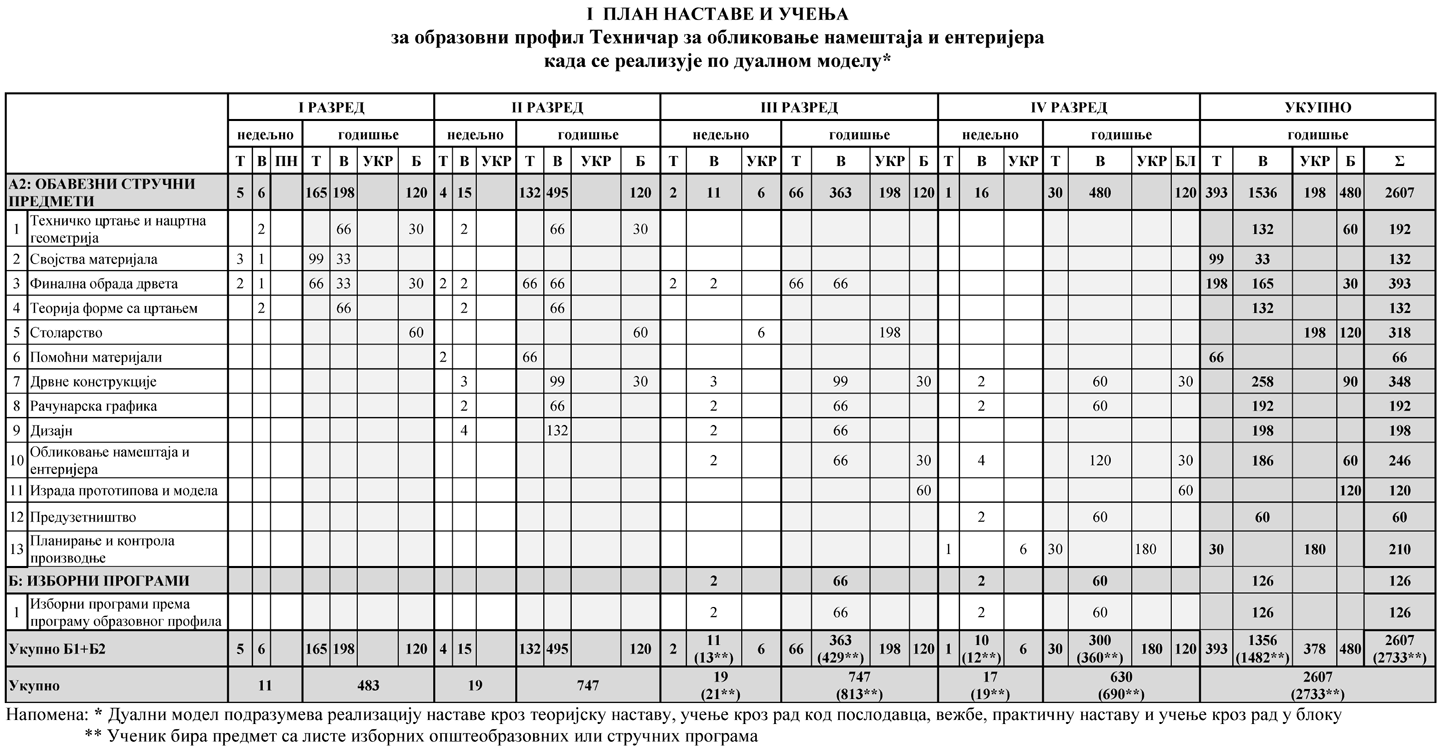 I ПЛАН НАСТАВЕ И УЧЕЊА
за образовни профил Техничар за обликовање намештаја и ентеријера
када се реализује по дуалном моделу*
I РАЗРЕД II РАЗРЕД III РАЗРЕД IV РАЗРЕД УКУПНО
недељно годишње недељно годишње недељно годишње недељно годишње годишње
Т В ПН Т В УКР Б Т В УКР Т В УКР Б Т В УКР Т В УКР Б Т В УКР Т В УКР БЛ Т В УКР Б Σ
А2: ОБАВЕЗНИ СТРУЧНИ
ПРЕДМЕТИ 5 6 165 198 120 4 15 132 495 120 2 11 6 66 363 198 120 1 16 30 480 120 393 1536 198 480 2607
1 Техничко цртање и нацртна
геометрија 2 66 30 2 66 30 132 60 192
2 Својства материјала 3 1 99 33 99 33 132
3 Финална обрада дрвета 2 1 66 33 30 2 2 66 66 2 2 66 66 198 165 30 393
4 Теорија форме са цртањем 2 66 2 66 132 132
5 Столарство 60 60 6 198 198 120 318
6 Помоћни материјали 2 66 66 66
7 Дрвне конструкције 3 99 30 3 99 30 2 60 30 258 90 348
8 Рачунарска графика 2 66 2 66 2 60 192 192
9 Дизајн 4 132 2 66 198 198
10 Обликовање намештаја и
ентеријера 2 66 30 4 120 30 186 60 246
11 Израда прототипова и модела 60 60 120 120
12 Предузетништво 2 60 60 60
13 Планирање и контрола
производње 1 6 30 180 30 180 210
Б: ИЗБОРНИ ПРОГРАМИ 2 66 2 60 126 126
1 Изборни програми према
програму образовног профила 2 66 2 60 126 126
Укупно Б1+Б2 5 6 165 198 120 4 15 132 495 120 2 11 6 66 363 198 120 1 10 6 30 300 180 120 393 1356 378 480 2607
(13**) (429**) (12**) (360**) (1482**) (2733**)
Укупно 11 483 19 747 19 747 17 630 2607
(21**) (813**) (19**) (690**) (2733**)
Напомена: * Дуални модел подразумева реализацију наставе кроз теоријску наставу, учење кроз рад код послодавца, вежбе, практичну наставу и учење кроз рад у блоку
** Ученик бира предмет са листе изборних општеобразовних или стручних програма